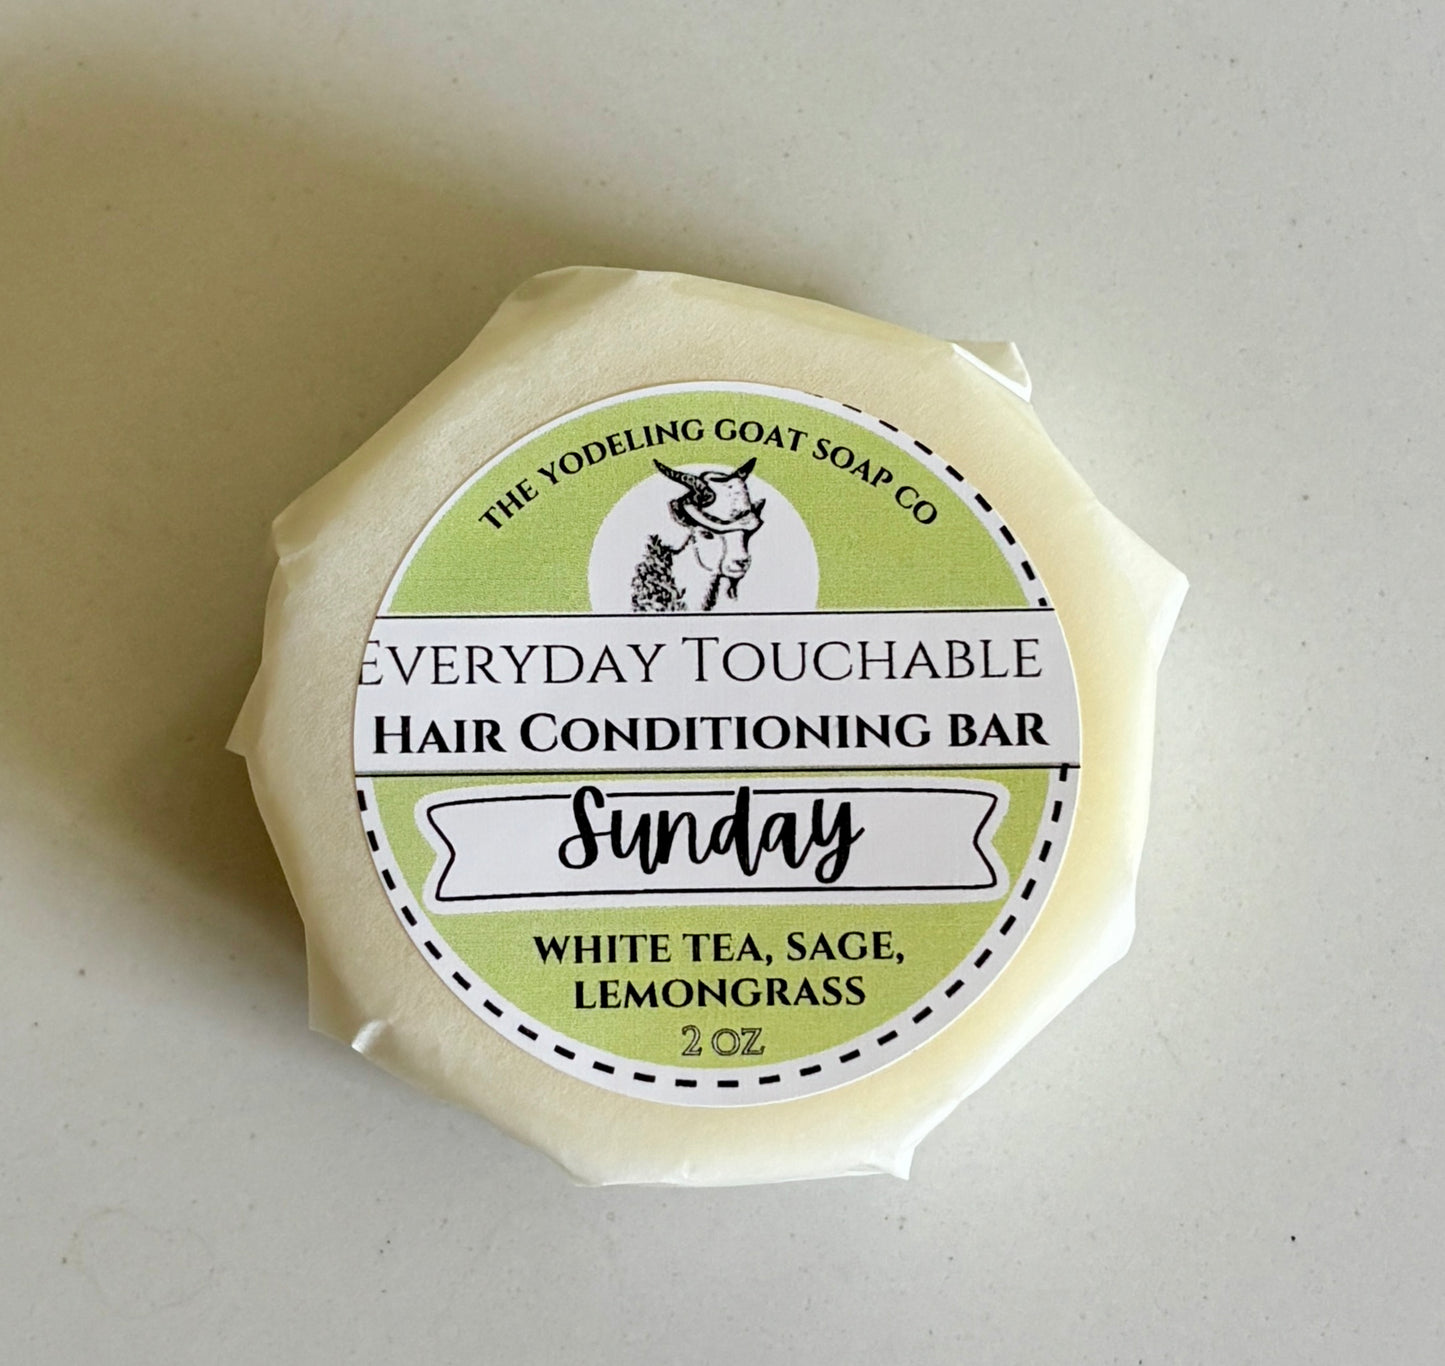 THE YODELING GOAT SOAP CO
EVERYDAY TOUCHABLE
HAIR CONDITIONING BAR
Sunday
WHITE TEA, SAGE,
LEMONGRASS
2 OZ